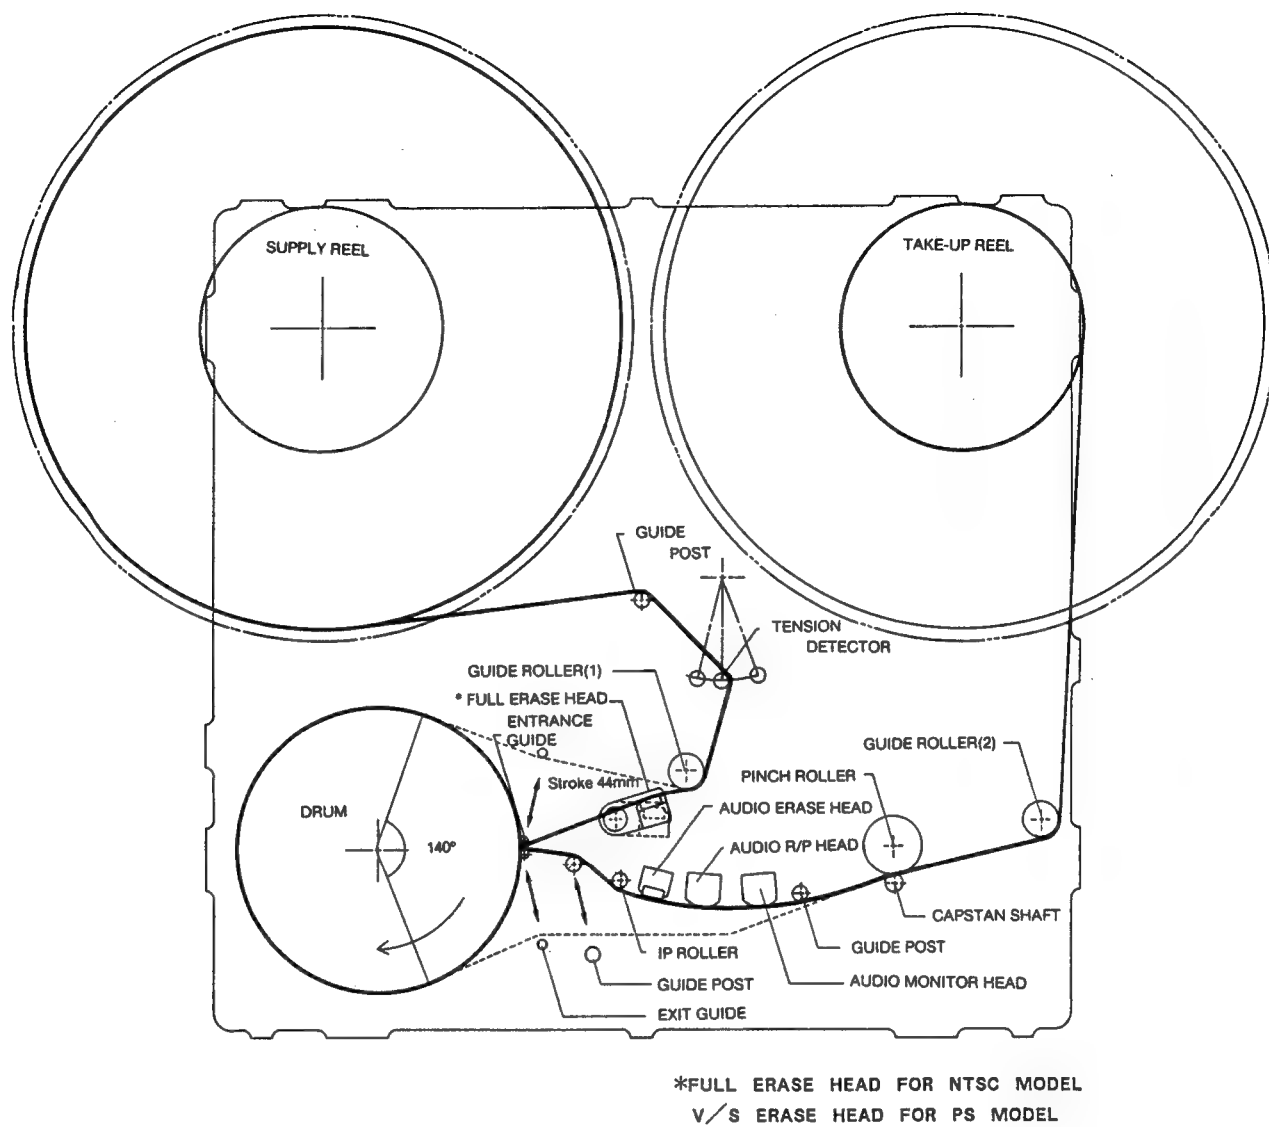 SUPPLY REEL
TAKE-UP REEL
GUIDE
POST
TENSION
DETECTOR
GUIDE ROLLER(1)
*FULL ERASE HEAD
ENTRANCE
GUIDE
Stroke 44mm
GUIDE ROLLER(2)
PINCH ROLLER
AUDIO ERASE HEAD
DRUM
140°
AUDIO R/P HEAD
CAPSTAN SHAFT
IP ROLLER
GUIDE POST
GUIDE POST
AUDIO MONITOR HEAD
EXIT GUIDE
*FULL ERASE HEAD FOR NTSC MODEL
V/S ERASE HEAD FOR PS MODEL